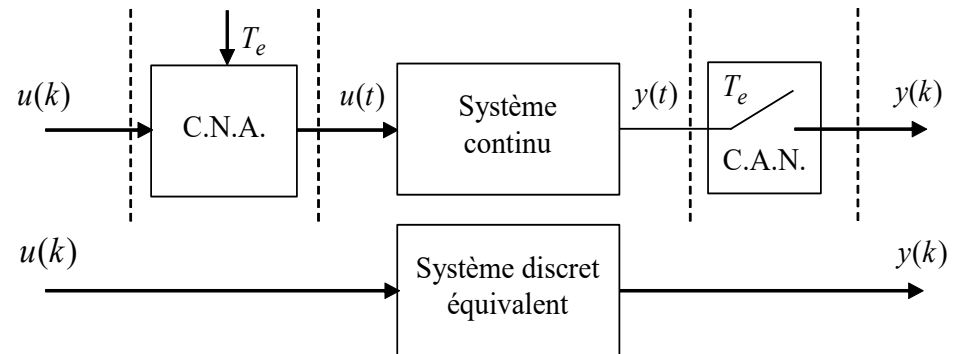 T_e
u(k)
C.N.A.
u(t)
Système
continu
y(t)
T_e
C.A.N.
y(k)
u(k)
Système discret
équivalent
y(k)